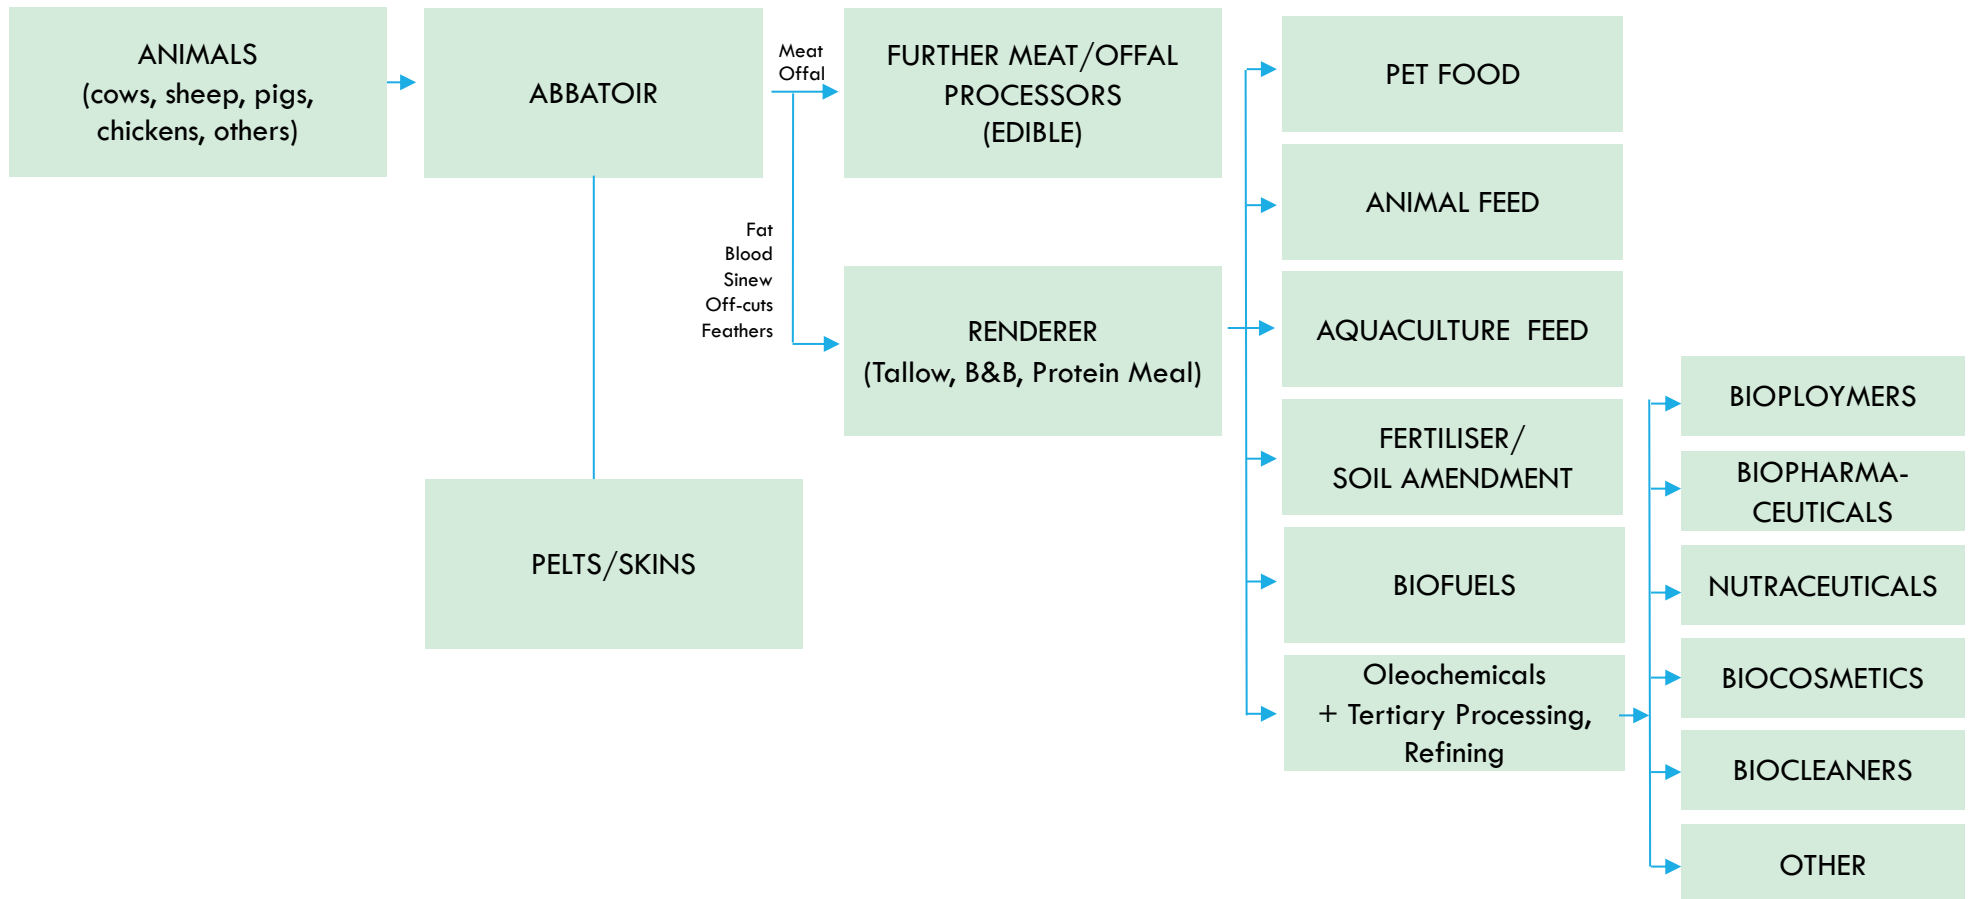 ANIMALS
(cows, sheep, pigs,
chickens, others)
ABBATOIR
Meat
Offal
FURTHER MEAT/OFFAL
PROCESSORS
(EDIBLE)
Fat
Blood
Sinew
Off-cuts
Feathers
RENDERER
(Tallow, B&B, Protein Meal)
PELTS/SKINS
PET FOOD
ANIMAL FEED
AQUACULTURE FEED
FERTILISER/
SOIL AMENDMENT
BIOFUELS
Oleochemicals
+ Tertiary Processing,
Refining
BIOPLOYMERS
BIOPHARMA-
CEUTICALS
NUTRACEUTICALS
BIOCOSMETICS
BIOCLEANERS
OTHER